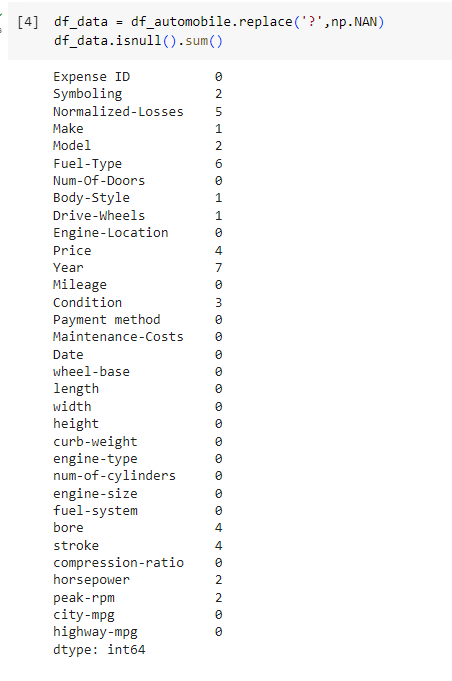 [4] df_data = df_automobile.replace('?',np.NAN)
df_data.isnull().sum()
Expense ID 0
Symboling 2
Normalized-Losses 5
Make 1
Model 2
Fuel-Type 6
Num-Of-Doors 0
Body-Style 1
Drive-Wheels 1
Engine-Location 0
Price 4
Year 7
Mileage 0
Condition 3
Payment method 0
Maintenance-Costs 0
Date 0
wheel-base 0
length 0
width 0
height 0
curb-weight 0
engine-type 0
num-of-cylinders 0
engine-size 0
fuel-system 0
bore 4
stroke 4
compression-ratio 0
horsepower 2
peak-rpm 2
city-mpg 0
highway-mpg 0
dtype: int64